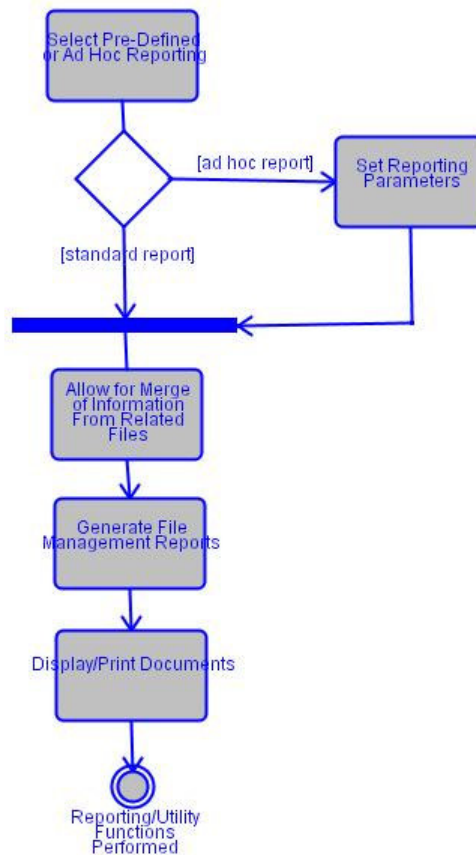 Select Pre-Defined
or Ad Hoc Reporting
[ad hoc report]
Set Reporting
Parameters
[standard report]
Allow for Merge
of Information
From Related
Files
Generate File
Management Reports
Display/Print Documents
Reporting/Utility
Functions
Performed